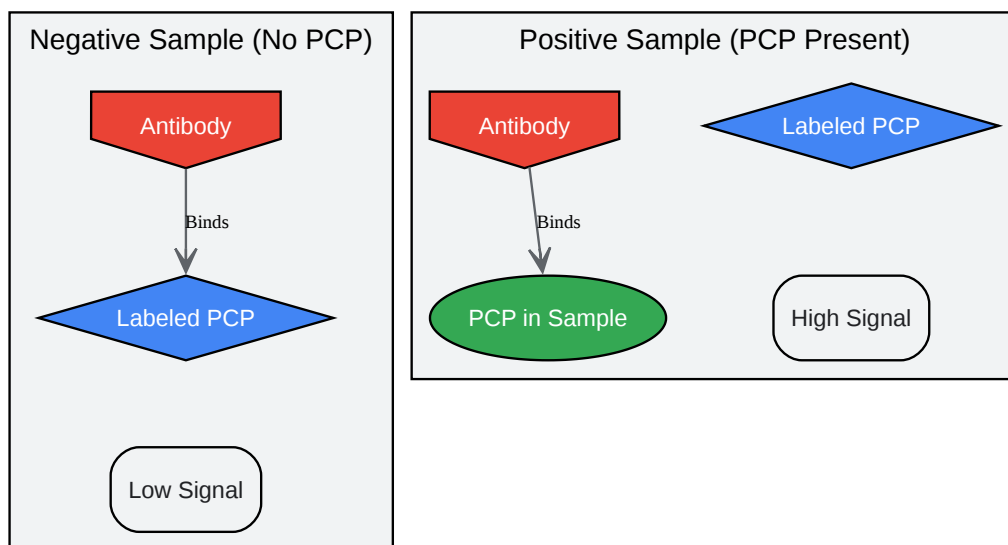 Negative Sample (No PCP)
Antibody
Binds
Labeled PCP
Low Signal
Positive Sample (PCP Present)
Antibody
Labeled PCP
Binds
PCP in Sample
High Signal